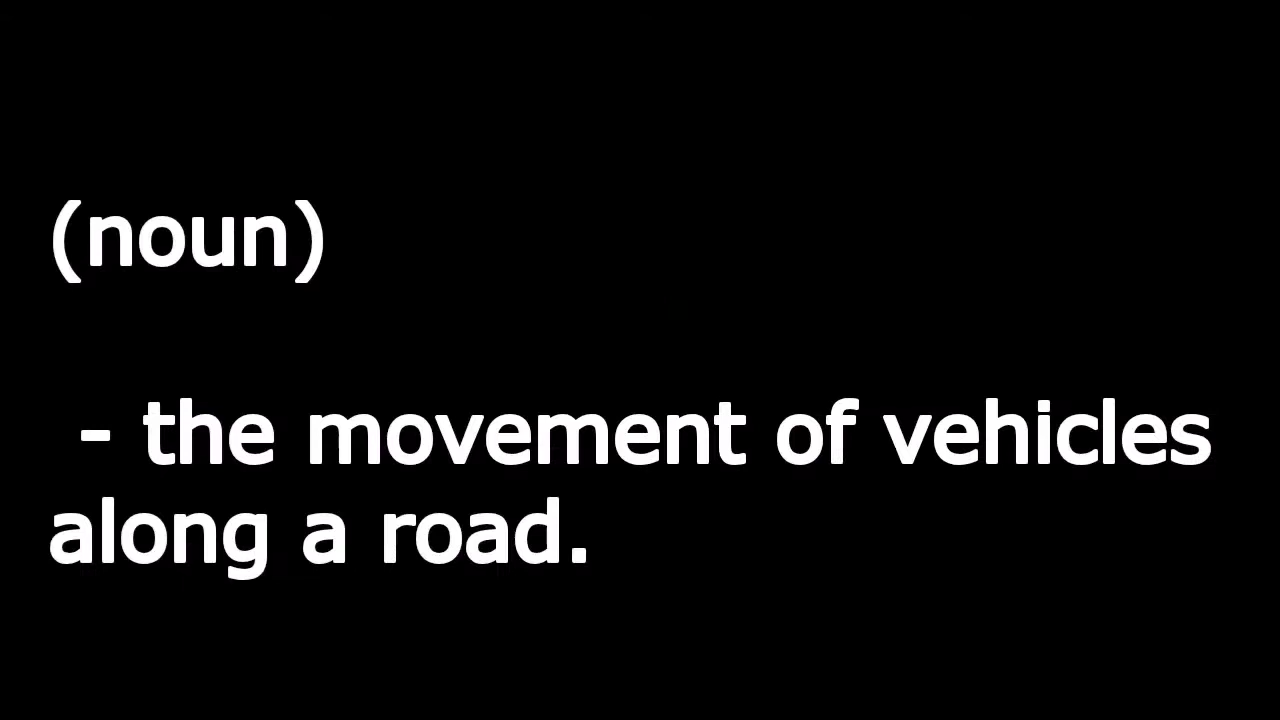 (noun)
- the movement of vehicles
along a road.